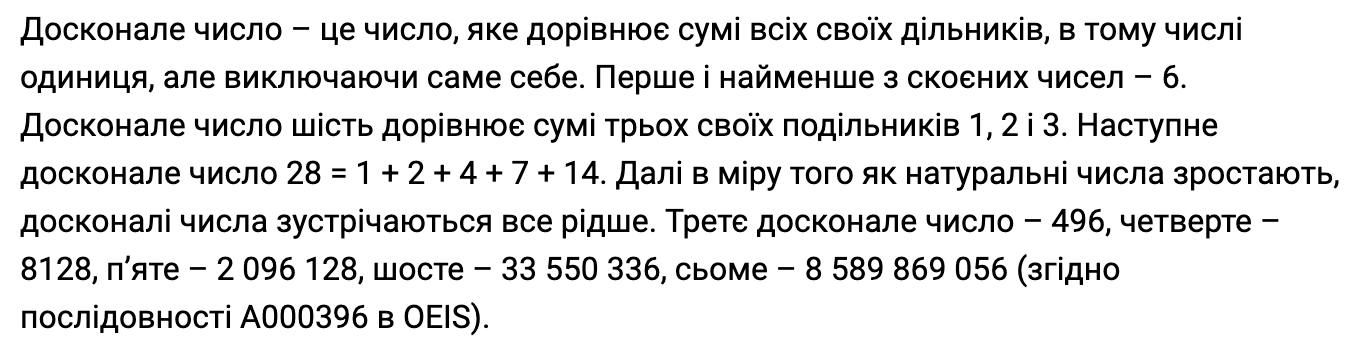 Досконале число – це число, яке дорівнює сумі всіх своїх дільників, в тому числі
одиниця, але виключаючи саме себе. Перше і найменше з скоєних чисел – 6.
Досконале число шість дорівнює сумі трьох своїх подільників 1, 2 і 3. Наступне
досконале число 28 = 1 + 2 + 4 + 7 + 14. Далі в міру того як натуральні числа зростають,
досконалі числа зустрічаються все рідше. Третє досконале число – 496, четверте –
8128, п’яте – 2 096 128, шосте – 33 550 336, сьоме – 8 589 869 056 (згідно
послідовності A000396 в OEIS).